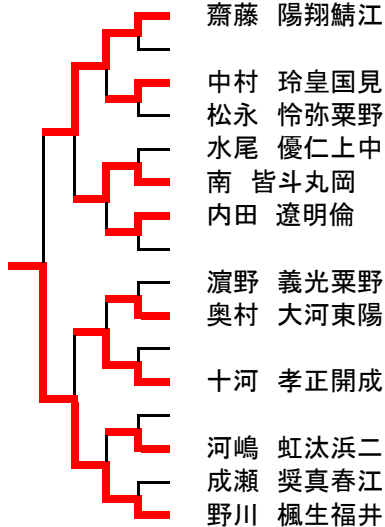 齋藤 陽翔鯖江
中村 玲皇国見
松永 怜弥粟野
水尾 優仁上中
南 皆斗丸岡
内田 遼明倫
濵野 義光粟野
奥村 大河東陽
十河 孝正開成
河嶋 虹汰浜二
成瀬 奨真春江
野川 楓生福井